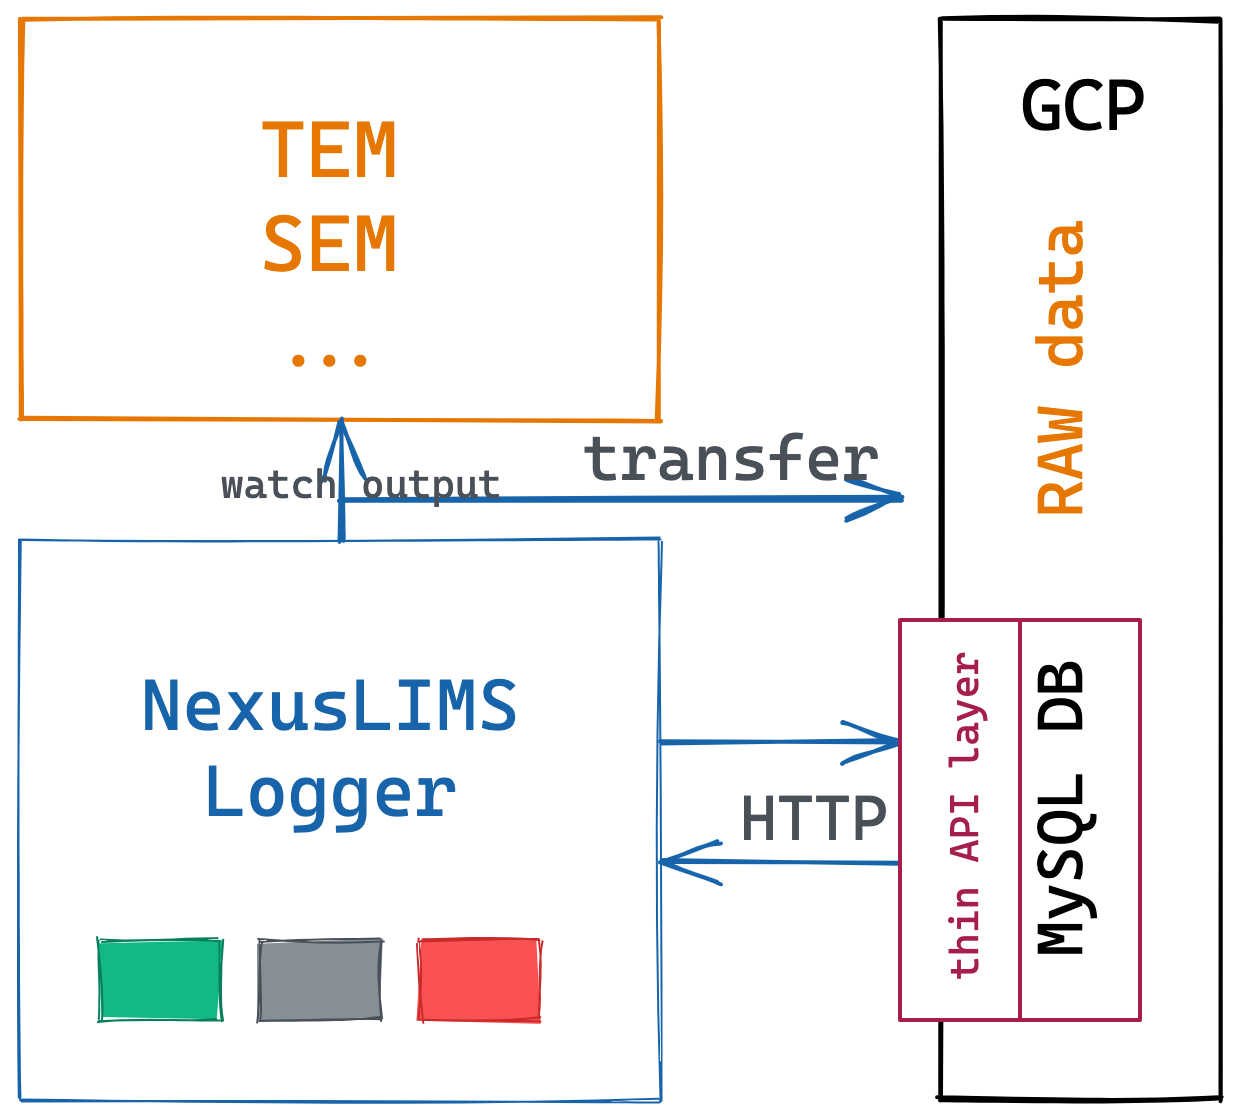 TEM
SEM
...
GCP
RAW data
transfer
watch output
NexusLIMS
Logger
HTTP
thin API layer
MySQL DB